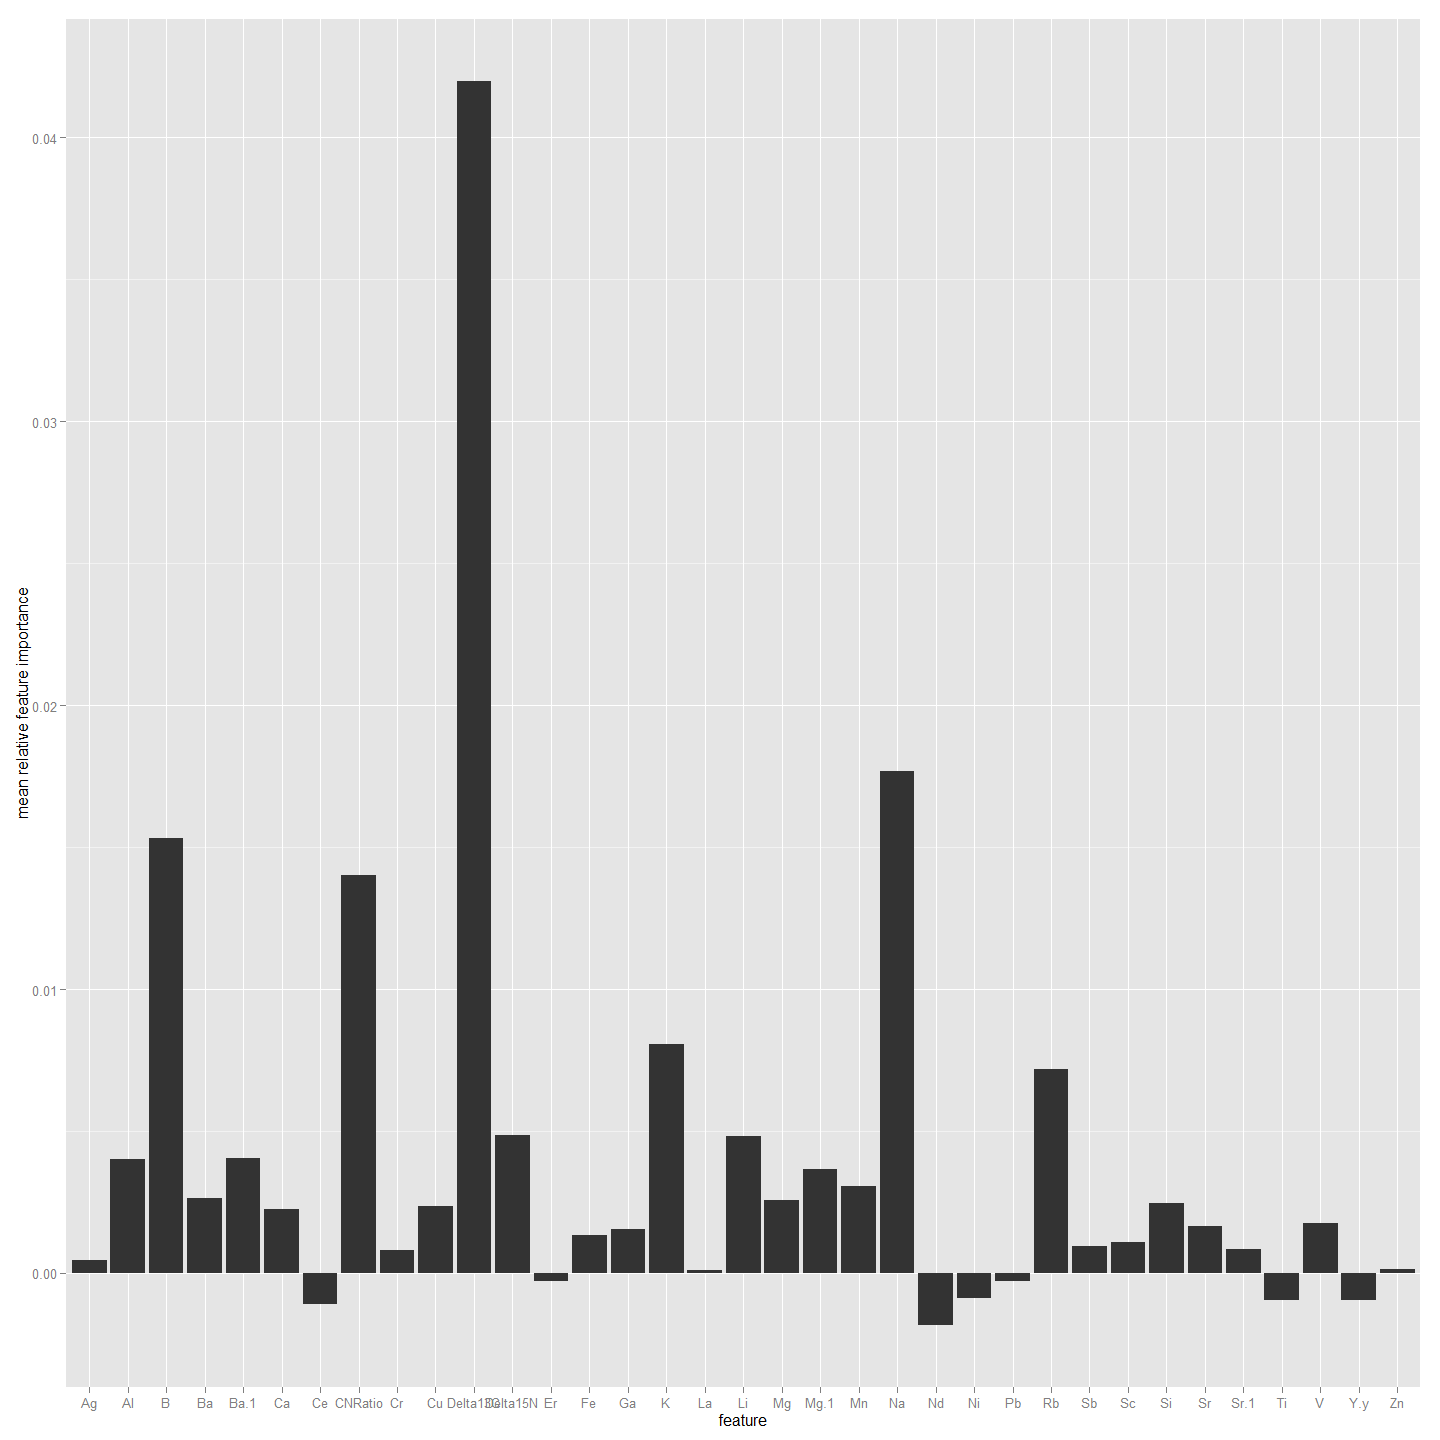 mean relative feature importance
0.04
0.03
0.02
0.01
0.00
Ag Al B Ba Ba.1 Ca Ce CNRatio Cr Cu Delta13C Delta15N Er Fe Ga K La Li Mg Mg.1 Mn Na Nd Ni Pb Rb Sb Sc Si Sr Sr.1 Ti V Y.y Zn
feature